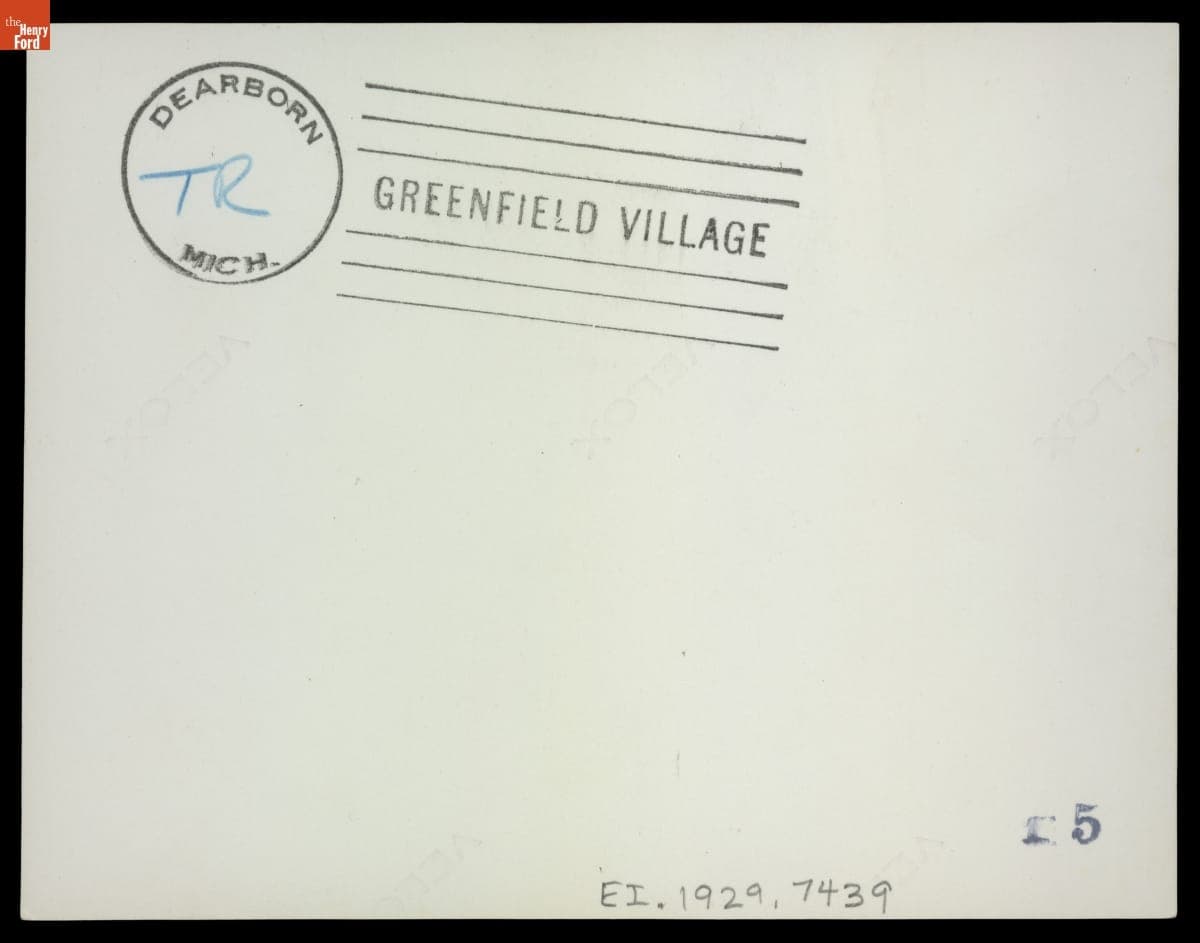 the
Henry
Ford
DEARBORN
TR
MICH.
GREENFIELD VILLAGE
5
EI.1929.7439